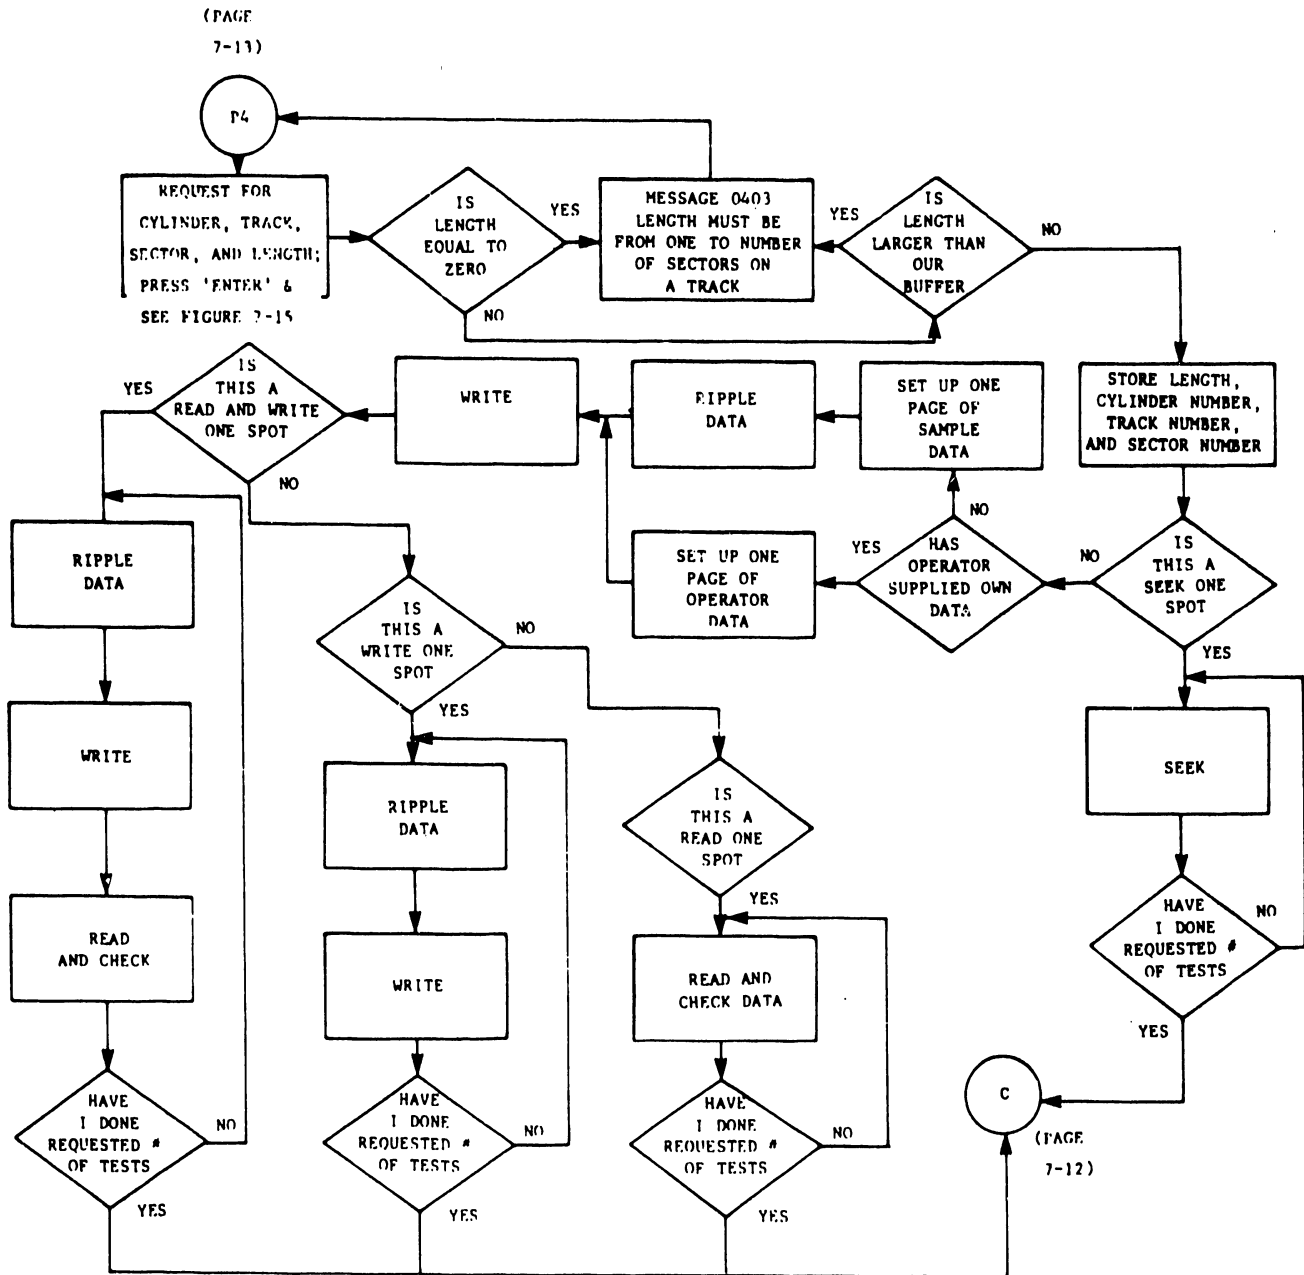 (PAGE
7-13)
P4
REQUEST FOR
CYLINDER, TRACK,
SECTOR, AND LENGTH;
PRESS 'ENTER' &
SEE FIGURE 7-15
IS
LENGTH
EQUAL TO
ZERO
YES
NO
MESSAGE 0403
LENGTH MUST BE
FROM ONE TO NUMBER
OF SECTORS ON
A TRACK
YES
IS
LENGTH
LARGER THAN
OUR
BUFFER
NO
IS
THIS A
READ AND WRITE
ONE SPOT
YES
NO
WRITE
RIPPLE
DATA
SET UP ONE
PAGE OF
SAMPLE
DATA
STORE LENGTH,
CYLINDER NUMBER,
TRACK NUMBER,
AND SECTOR NUMBER
NO
SET UP ONE
PAGE OF
OPERATOR
DATA
YES
HAS
OPERATOR
SUPPLIED OWN
DATA
NO
IS
THIS A
SEEK ONE
SPOT
YES
RIPPLE
DATA
WRITE
READ
AND CHECK
HAVE
I DONE
REQUESTED #
OF TESTS
NO
YES
IS
THIS A
WRITE ONE
SPOT
NO
YES
RIPPLE
DATA
WRITE
HAVE
I DONE
REQUESTED #
OF TESTS
NO
YES
IS
THIS A
READ ONE
SPOT
YES
READ AND
CHECK DATA
HAVE
I DONE
REQUESTED #
OF TESTS
NO
YES
SEEK
HAVE
I DONE
REQUESTED #
OF TESTS
NO
YES
C
(PAGE
7-12)